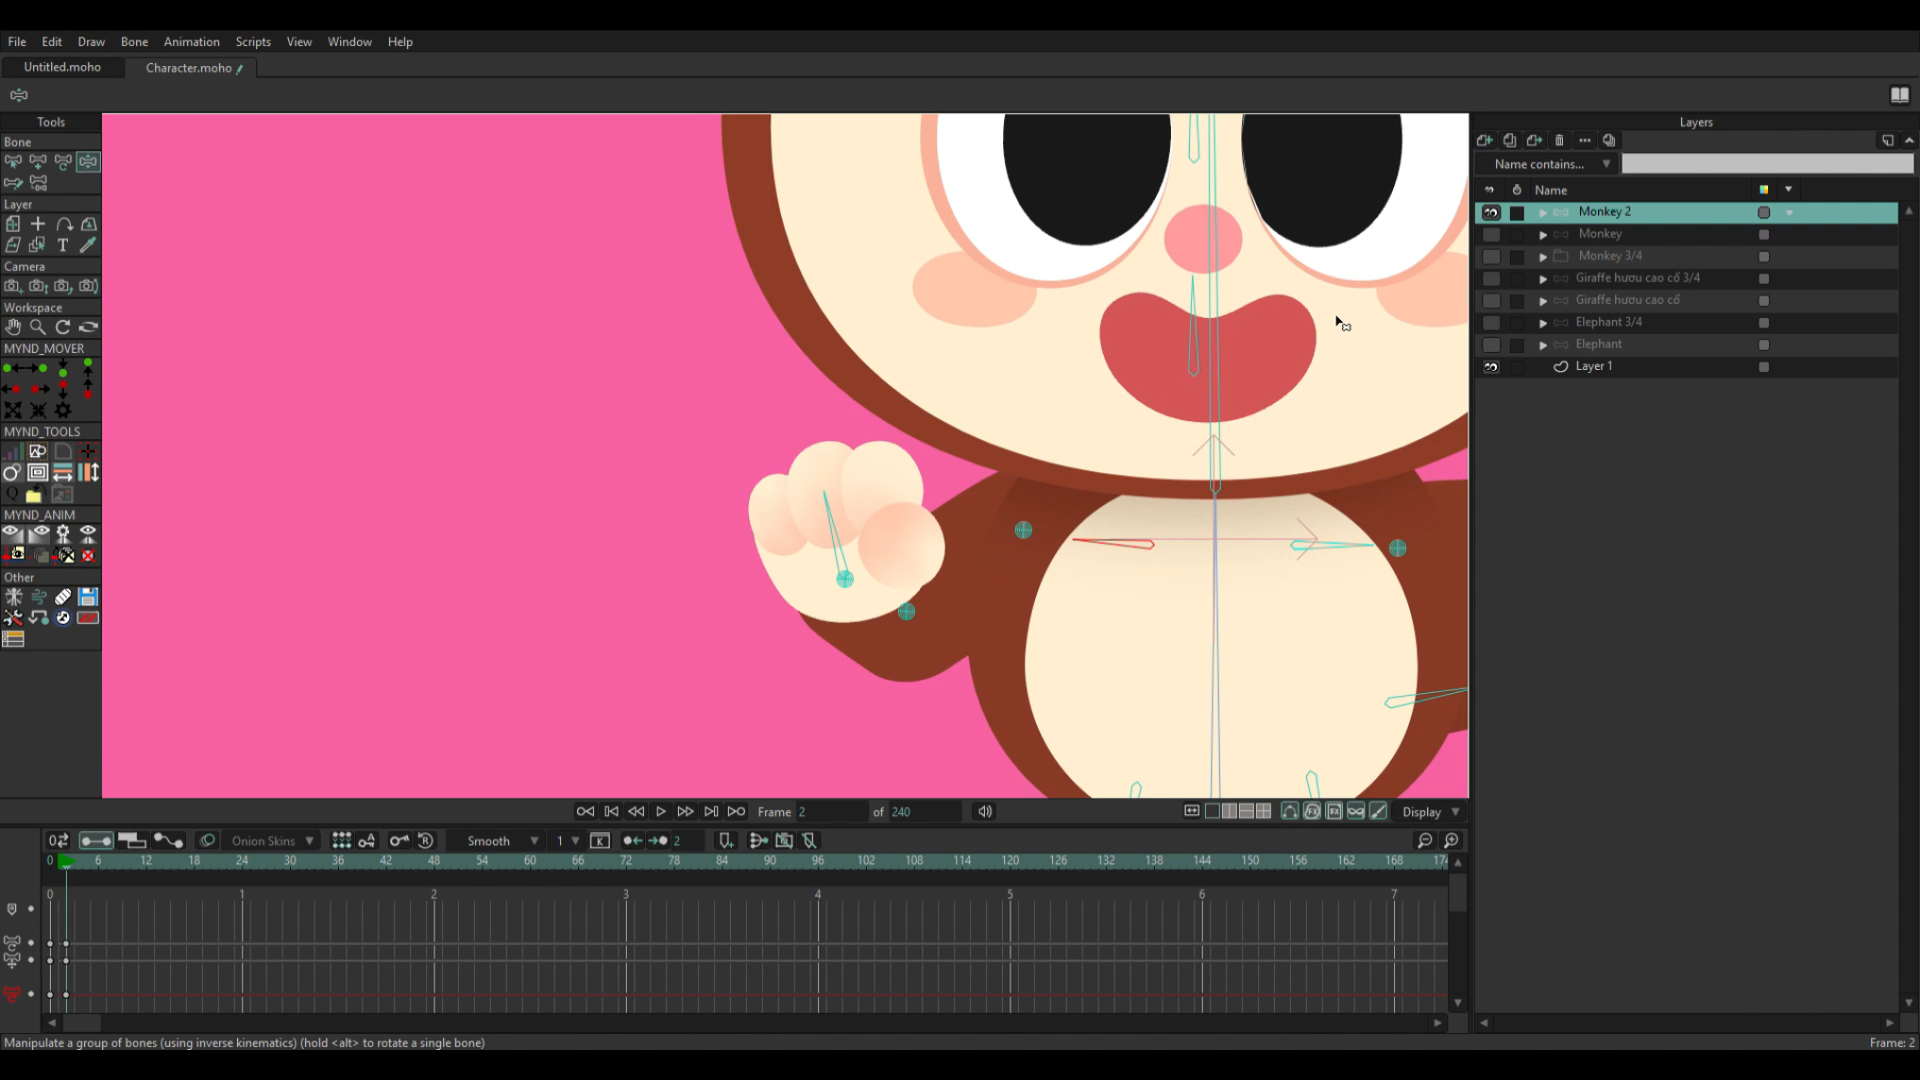 File Edit Draw Bone Animation Scripts View Window Help
Untitled.moho Character.moho
Tools
Bone
Layer
Camera
Workspace
MYND_MOVER
MYND_TOOLS
MYND_ANIM
Other
Layers
Name contains...
Name
Monkey 2
Monkey
Monkey 3/4
Giraffe hươu cao cổ 3/4
Giraffe hươu cao cổ
Elephant 3/4
Elephant
Layer 1
Frame 2 of 240
Display
Onion Skins Smooth 1 K 2
0 6 12 18 24 30 36 42 48 54 60 66 72 78 84 90 96 102 108 114 120 126 132 138 144 150 156 162 168 174
0 1 2 3 4 5 6 7
Manipulate a group of bones (using inverse kinematics) (hold <alt> to rotate a single bone)
Frame: 2